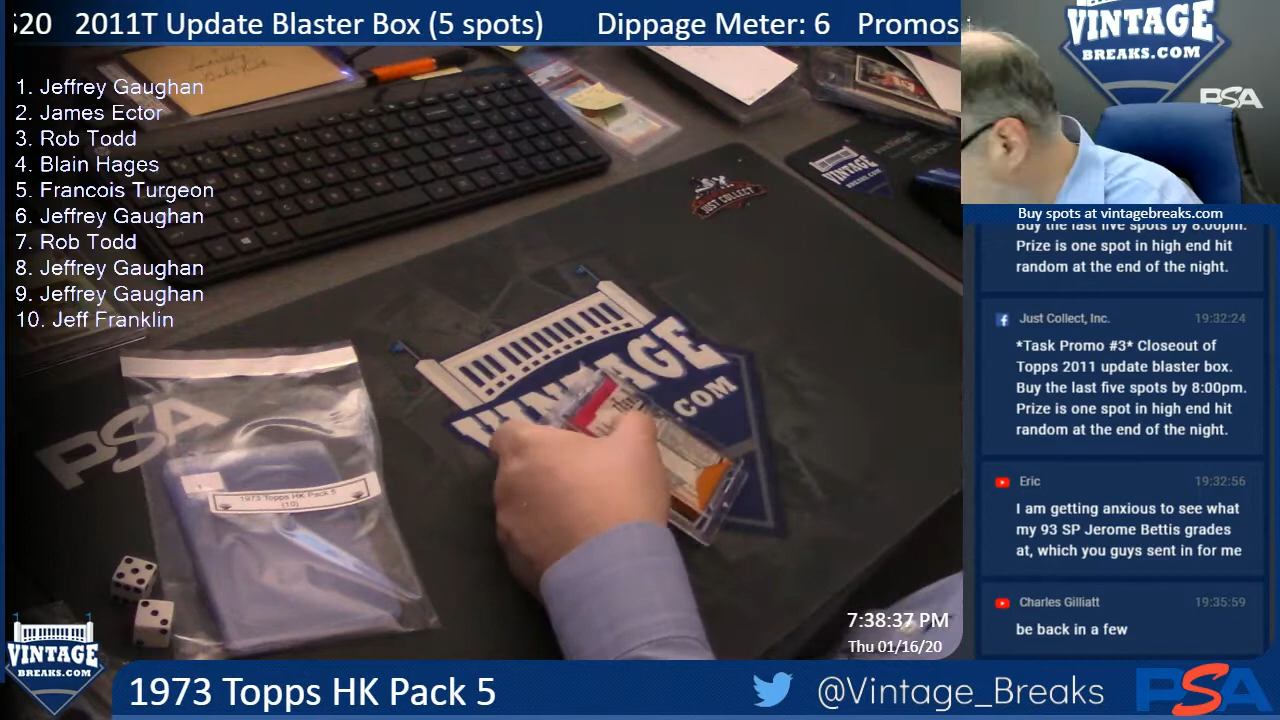 $20 2011T Update Blaster Box (5 spots) Dippage Meter: 6 Promos
1. Jeffrey Gaughan
2. James Ector
3. Rob Todd
4. Blain Hages
5. Francois Turgeon
6. Jeffrey Gaughan
7. Rob Todd
8. Jeffrey Gaughan
9. Jeffrey Gaughan
10. Jeff Franklin
VINTAGE
BREAKS.COM
PSA
Buy spots at vintagebreaks.com
Buy the last five spots by 8:00pm.
Prize is one spot in high end hit
random at the end of the night.
Just Collect, Inc. 19:32:24
*Task Promo #3* Closeout of
Topps 2011 update blaster box.
Buy the last five spots by 8:00pm.
Prize is one spot in high end hit
random at the end of the night.
Eric 19:32:56
I am getting anxious to see what
my 93 SP Jerome Bettis grades
at, which you guys sent in for me
Charles Gilliatt 19:35:59
be back in a few
JUST COLLECT
VINTAGE
VINTAGE
COM
PSA
1973 Topps HK Pack 5
(10)
7:38:37 PM
Thu 01/16/20
VINTAGE
BREAKS.COM
1973 Topps HK Pack 5
@Vintage_Breaks
PSA